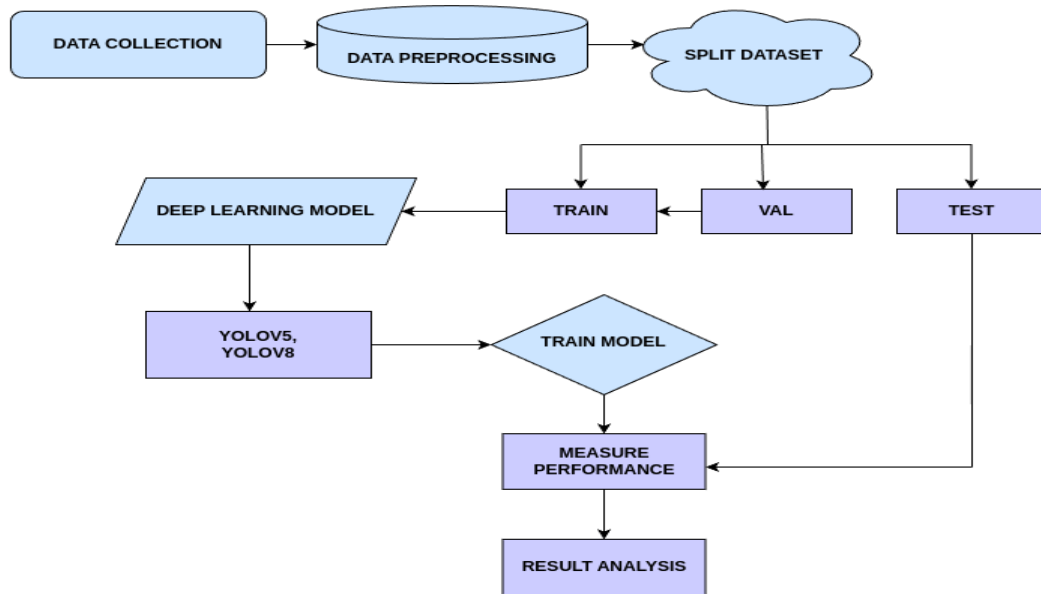 DATA COLLECTION
DATA PREPROCESSING
SPLIT DATASET
DEEP LEARNING MODEL
TRAIN
VAL
TEST
YOLOV5,
YOLOV8
TRAIN MODEL
MEASURE
PERFORMANCE
RESULT ANALYSIS